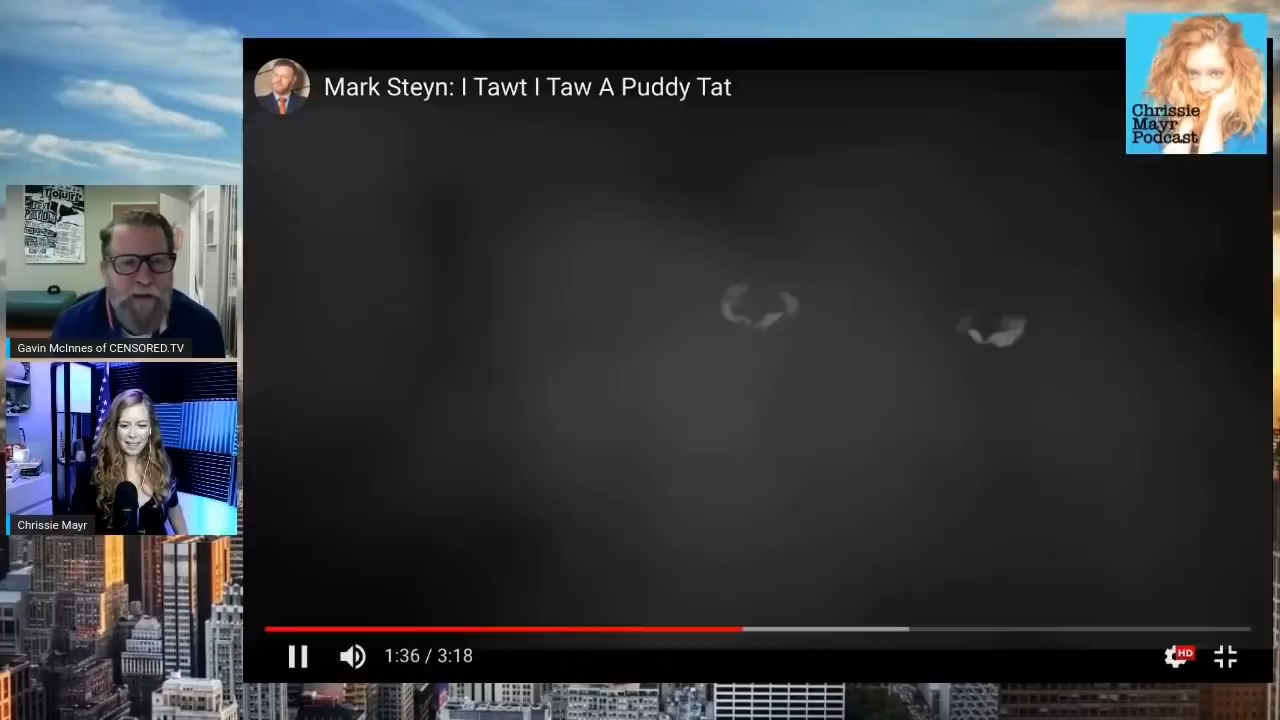 Mark Steyn: I Tawt I Taw A Puddy Tat
Chrissie
Mayr
Podcast
Gavin McInnes of CENSORED.TV
Chrissie Mayr
1:36 / 3:18
HD